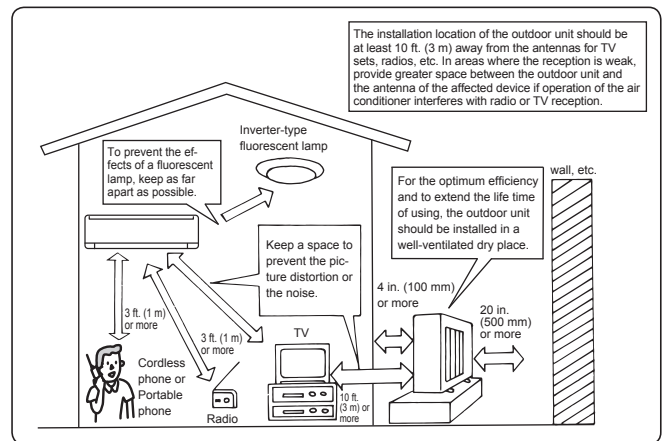 The installation location of the outdoor unit should be
at least 10 ft. (3 m) away from the antennas for TV
sets, radios, etc. In areas where the reception is weak,
provide greater space between the outdoor unit and
the antenna of the affected device if operation of the air
conditioner interferes with radio or TV reception.
Inverter-type
fluorescent lamp
To prevent the ef-
fects of a fluorescent
lamp, keep as far
apart as possible.
wall, etc.
For the optimum efficiency
and to extend the life time
of using, the outdoor unit
should be installed in a
well-ventilated dry place.
Keep a space to
prevent the pic-
ture distortion or
the noise.
4 in. (100 mm)
or more
20 in.
(500 mm)
or more
3 ft. (1 m)
or more
3 ft. (1 m)
or more
TV
Cordless
phone or
Portable
phone
Radio
10 ft.
(3 m) or
more